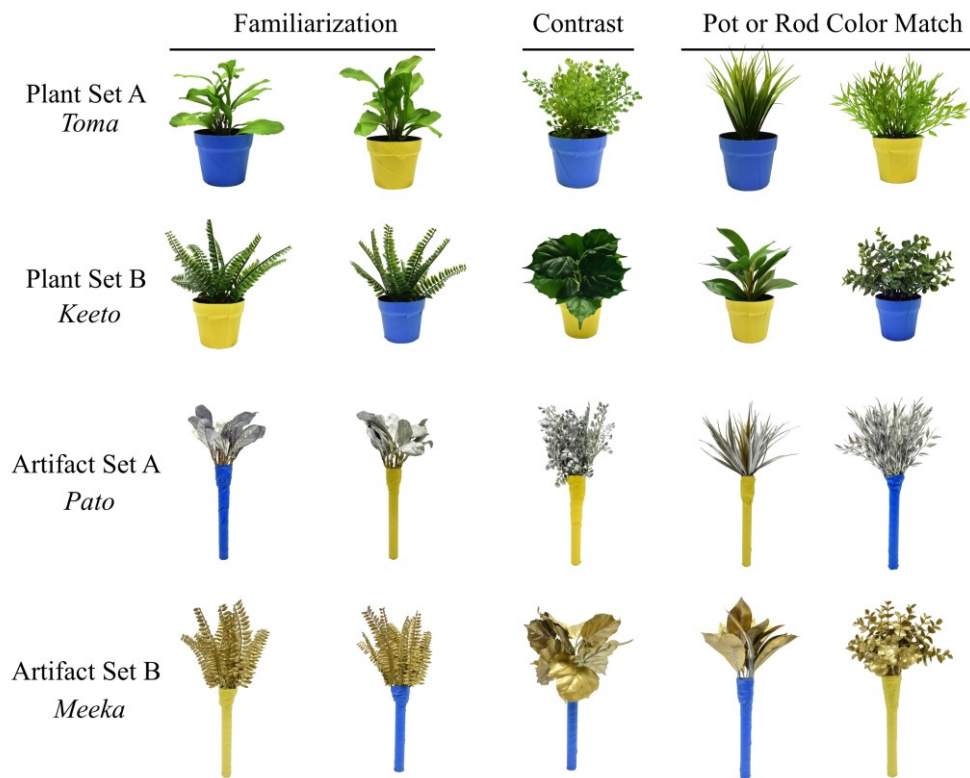 Familiarization
Contrast
Pot or Rod Color Match
Plant Set A
Toma
Plant Set B
Keeto
Artifact Set A
Pato
Artifact Set B
Meeka